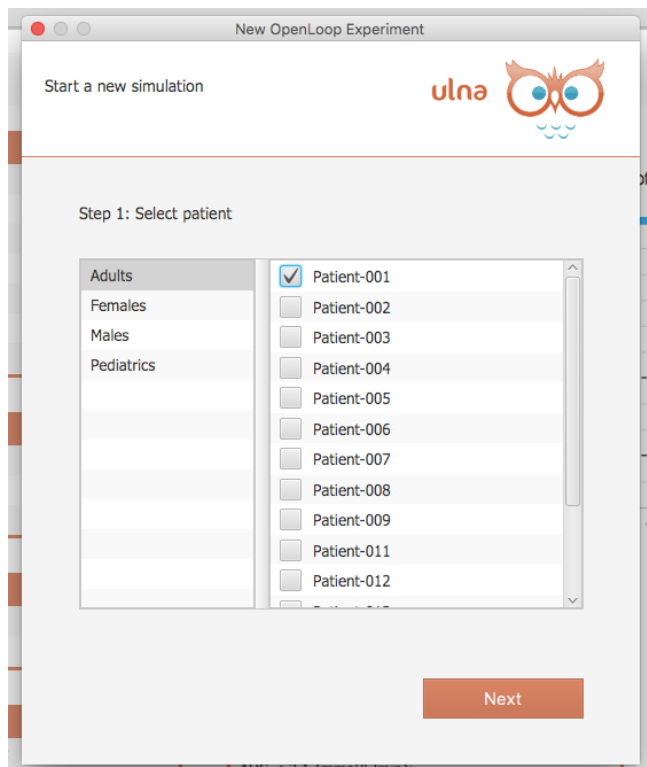 New OpenLoop Experiment
Start a new simulation
ulna
Step 1: Select patient
Adults
Females
Males
Pediatrics
Patient-001
Patient-002
Patient-003
Patient-004
Patient-005
Patient-006
Patient-007
Patient-008
Patient-009
Patient-011
Patient-012
Next